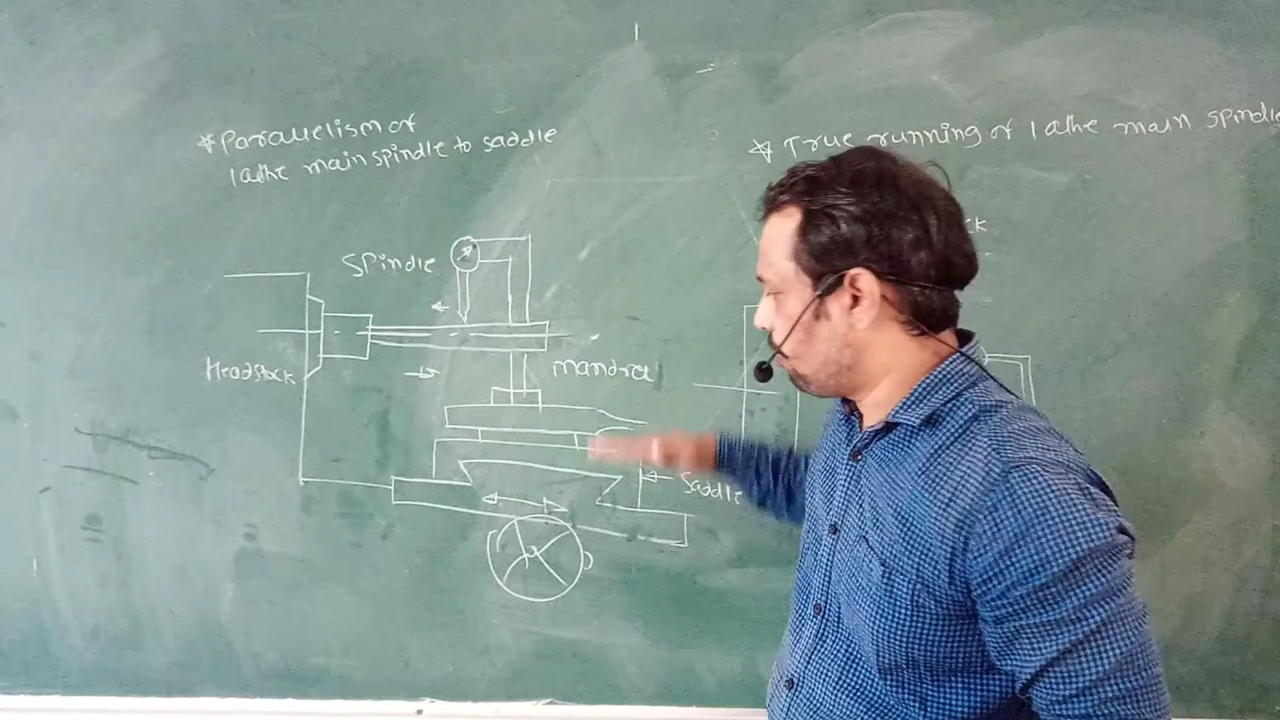 * Parallelism of
lathe main spindle to saddle
* True running of lathe main spindle
Spindle
Headstock
mandrel
Saddle